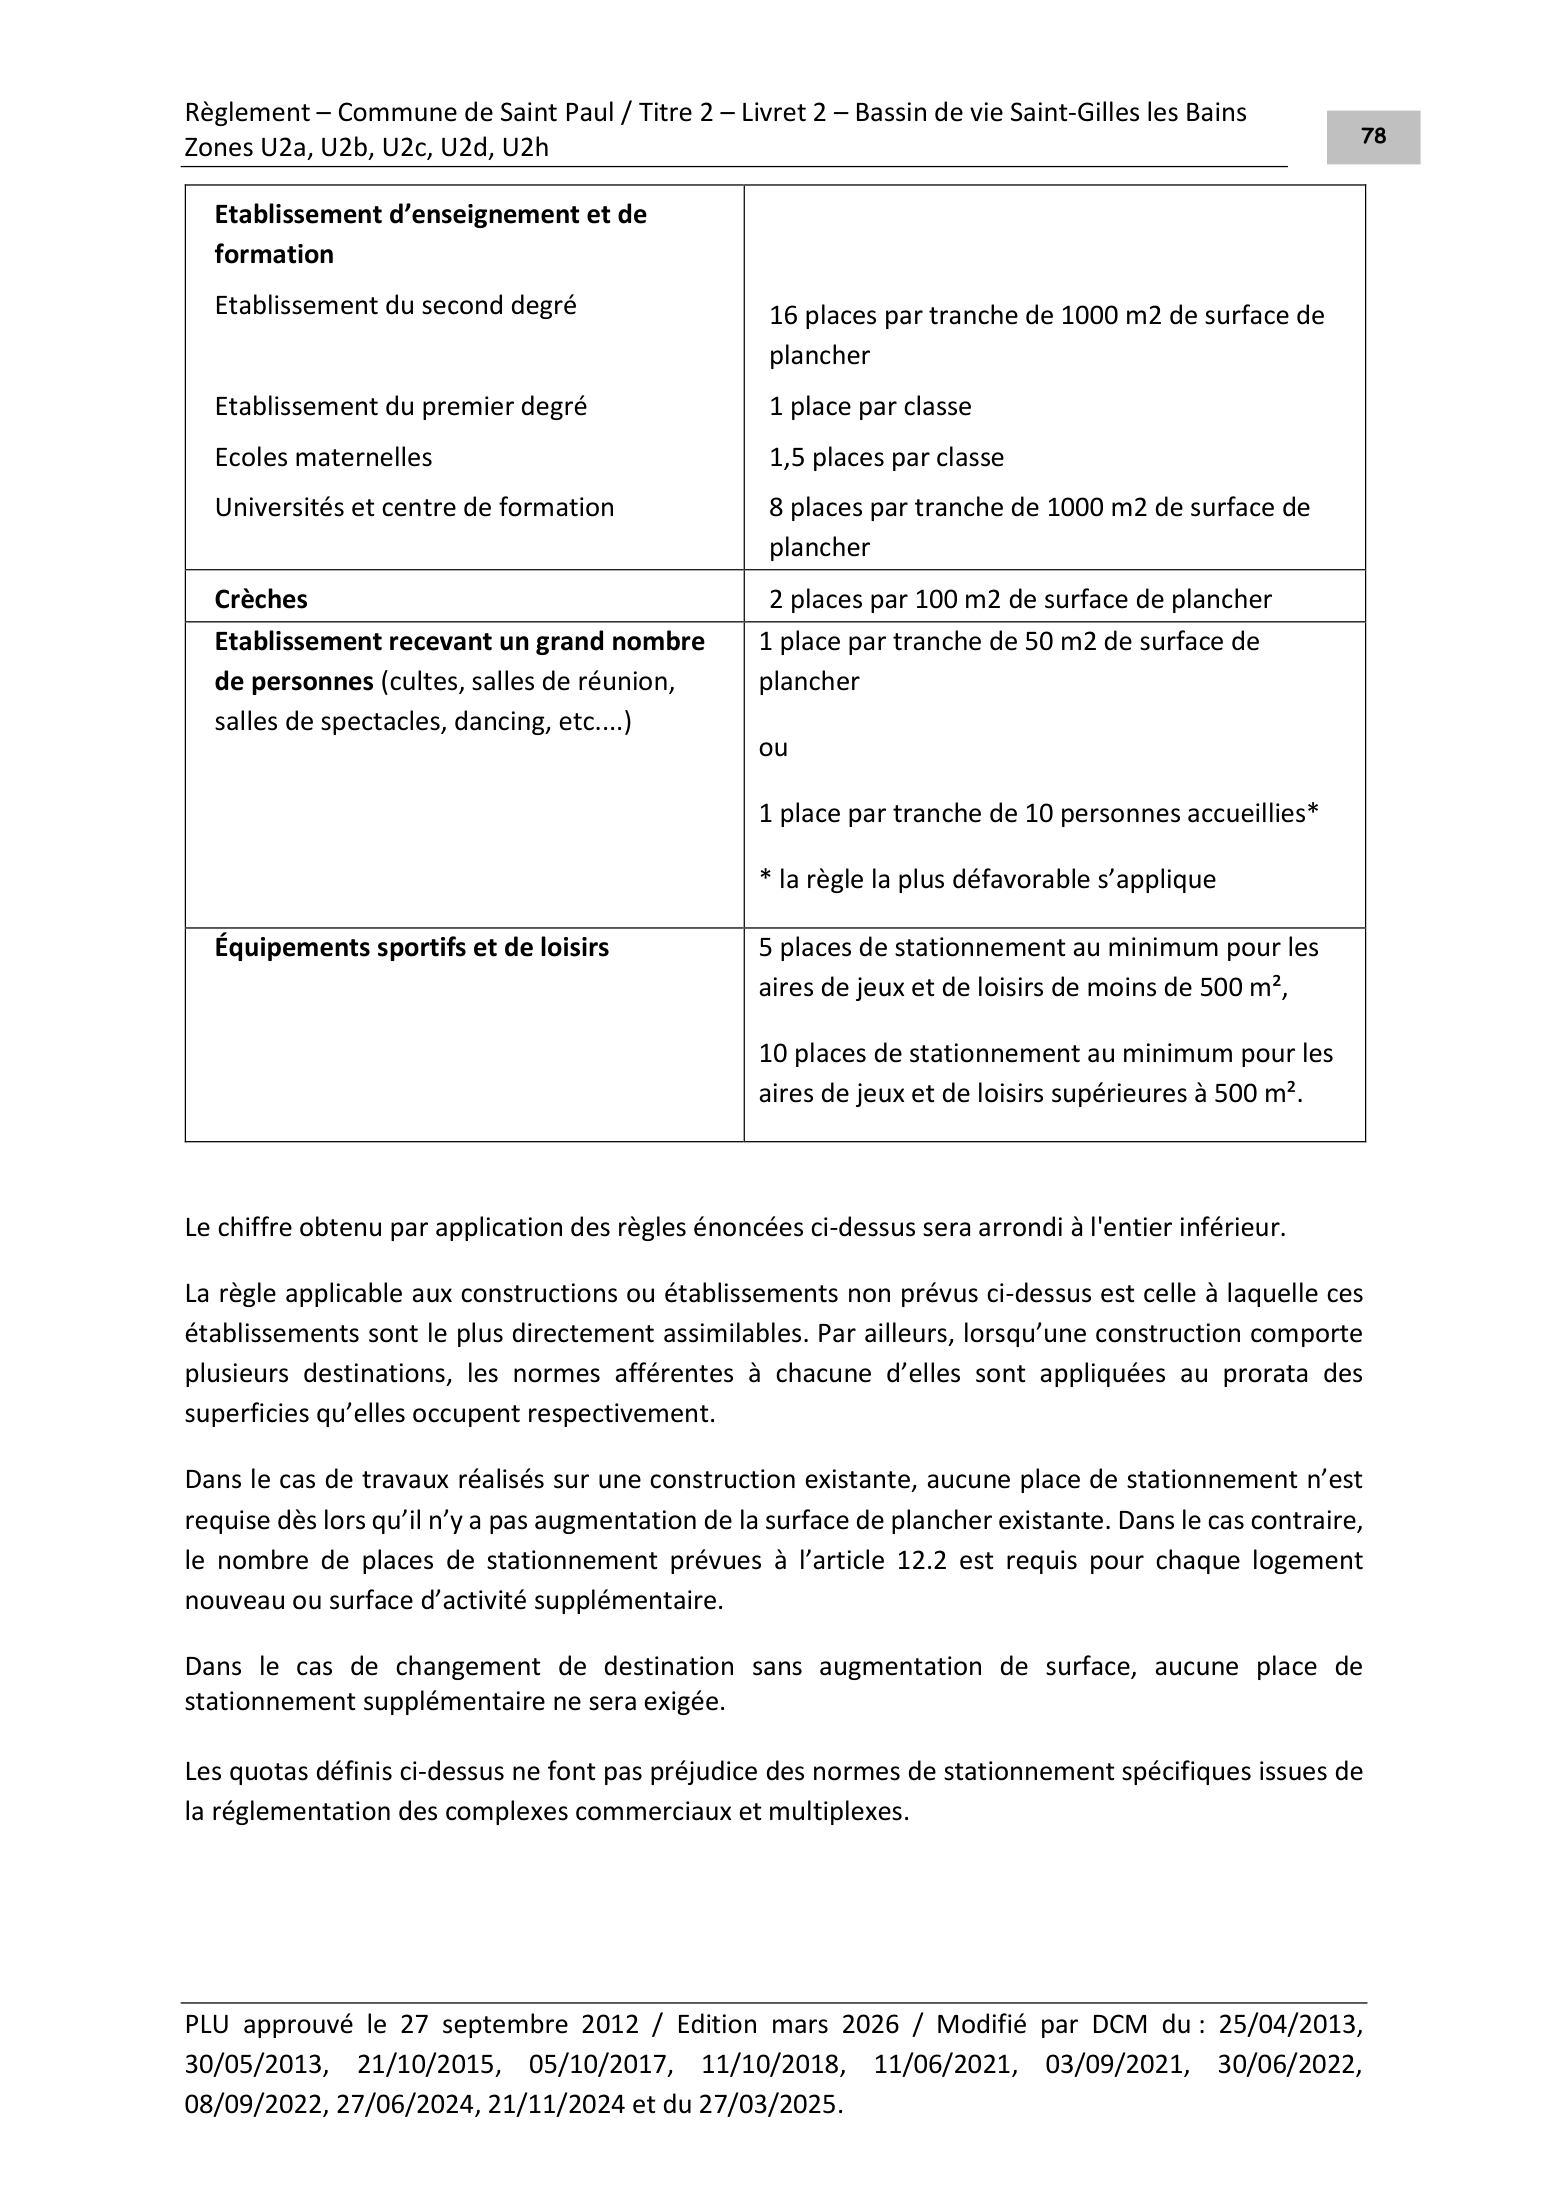 Règlement – Commune de Saint Paul / Titre 2 – Livret 2 – Bassin de vie Saint-Gilles les Bains
Zones U2a, U2b, U2c, U2d, U2h
78
Etablissement d’enseignement et de
formation
Etablissement du second degré
16 places par tranche de 1000 m2 de surface de
plancher
Etablissement du premier degré
1 place par classe
Ecoles maternelles
1,5 places par classe
Universités et centre de formation
8 places par tranche de 1000 m2 de surface de
plancher
Crèches
2 places par 100 m2 de surface de plancher
Etablissement recevant un grand nombre
de personnes (cultes, salles de réunion,
salles de spectacles, dancing, etc....)
1 place par tranche de 50 m2 de surface de
plancher
ou
1 place par tranche de 10 personnes accueillies*
* la règle la plus défavorable s’applique
Équipements sportifs et de loisirs
5 places de stationnement au minimum pour les
aires de jeux et de loisirs de moins de 500 m²,
10 places de stationnement au minimum pour les
aires de jeux et de loisirs supérieures à 500 m².
Le chiffre obtenu par application des règles énoncées ci-dessus sera arrondi à l'entier inférieur.
La règle applicable aux constructions ou établissements non prévus ci-dessus est celle à laquelle ces
établissements sont le plus directement assimilables. Par ailleurs, lorsqu’une construction comporte
plusieurs destinations, les normes afférentes à chacune d’elles sont appliquées au prorata des
superficies qu’elles occupent respectivement.
Dans le cas de travaux réalisés sur une construction existante, aucune place de stationnement n’est
requise dès lors qu’il n’y a pas augmentation de la surface de plancher existante. Dans le cas contraire,
le nombre de places de stationnement prévues à l’article 12.2 est requis pour chaque logement
nouveau ou surface d’activité supplémentaire.
Dans le cas de changement de destination sans augmentation de surface, aucune place de
stationnement supplémentaire ne sera exigée.
Les quotas définis ci-dessus ne font pas préjudice des normes de stationnement spécifiques issues de
la réglementation des complexes commerciaux et multiplexes.
PLU approuvé le 27 septembre 2012 / Edition mars 2026 / Modifié par DCM du : 25/04/2013,
30/05/2013, 21/10/2015, 05/10/2017, 11/10/2018, 11/06/2021, 03/09/2021, 30/06/2022,
08/09/2022, 27/06/2024, 21/11/2024 et du 27/03/2025.